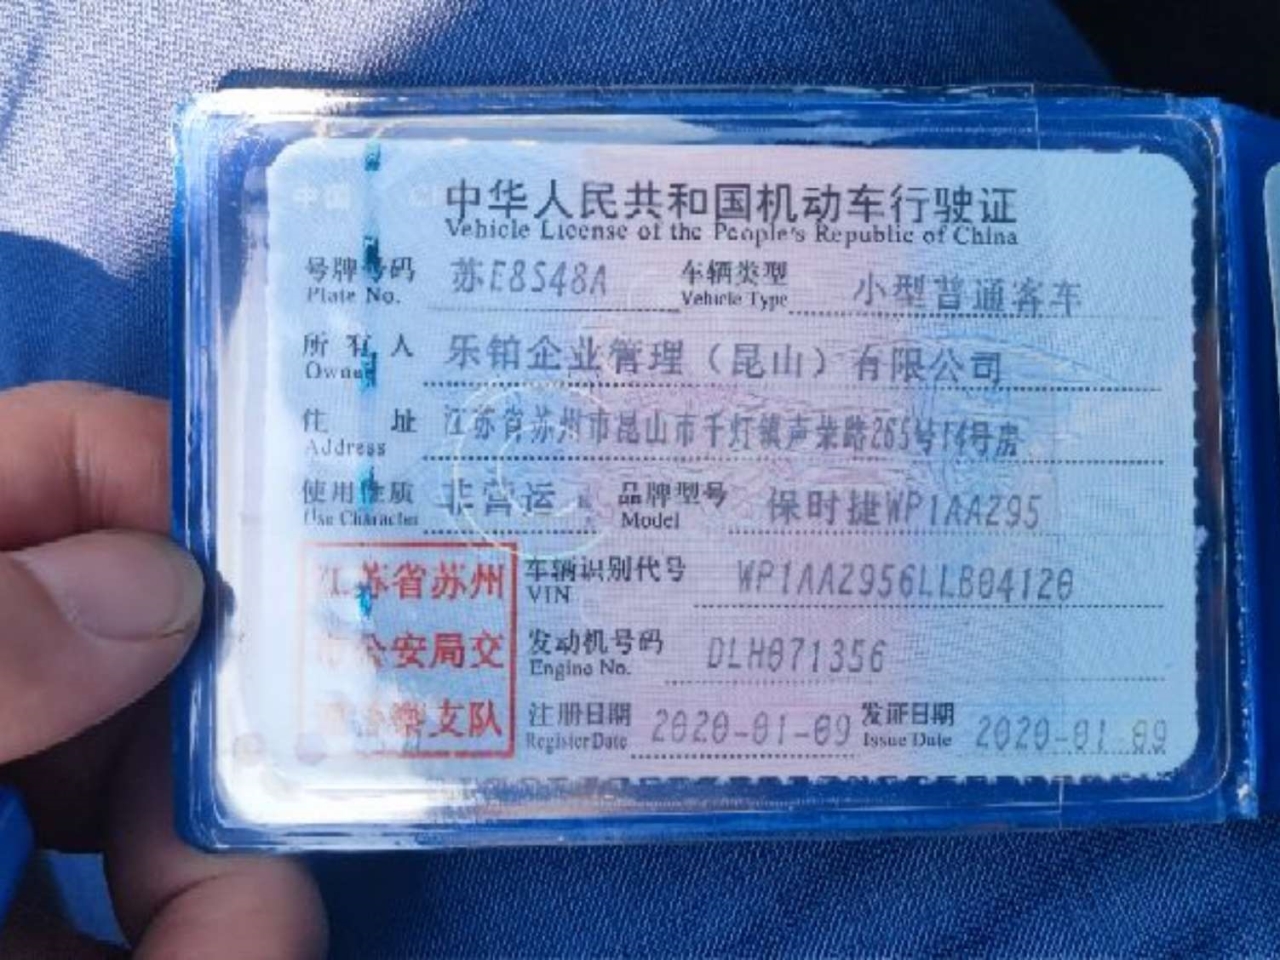 中华人民共和国机动车行驶证
Vehicle License of the People's Republic of China
号牌号码 苏E8S48A 车辆类型 小型普通客车
Plate No. Vehicle Type
所有人 乐铂企业管理（昆山）有限公司
Owner
住址 江苏省苏州市昆山市千灯镇声荣路265号14号房
Address
使用性质 非营运 品牌型号 保时捷WP1AA295
Use Character Model
江苏省苏州 车辆识别代号 WP1AA2956LLB04120
VIN
市公安局交 发动机号码 DLH071356
Engine No.
支队 注册日期 2020-01-09 发证日期 2020-01-09
Register Date Issue Date